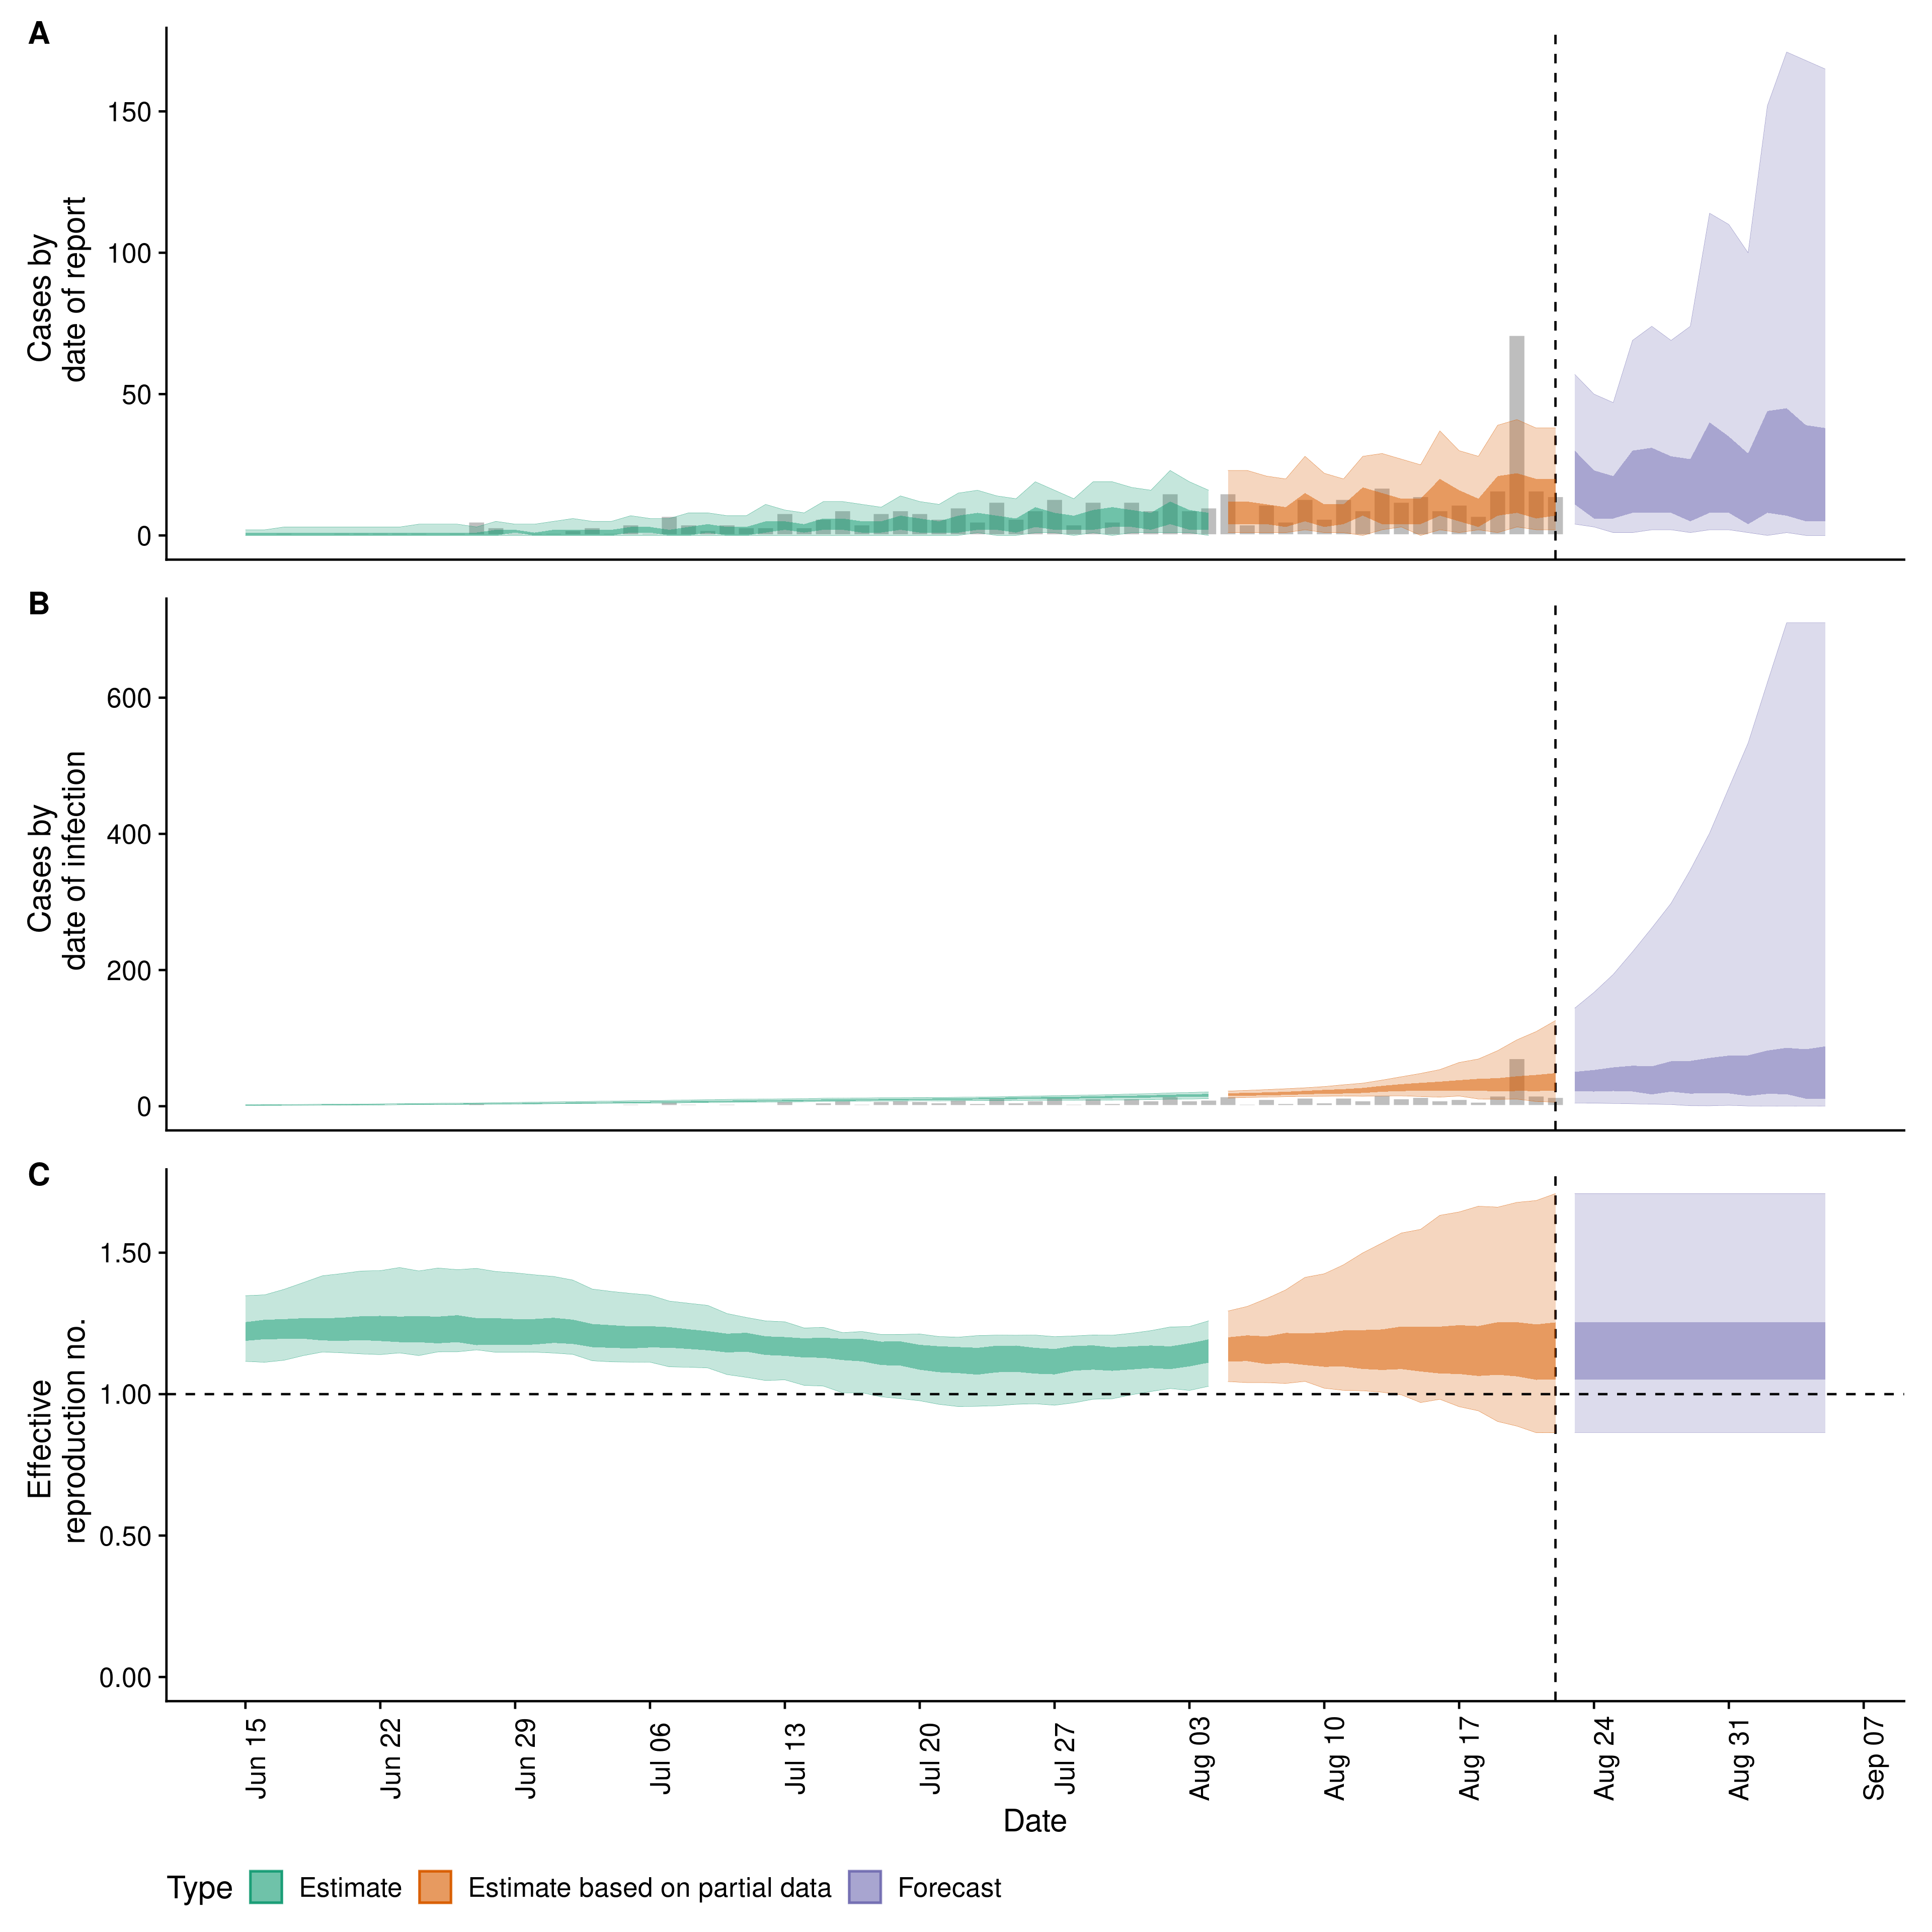 A
Cases by
date of report
150
100
50
0
B
Cases by
date of infection
600
400
200
0
C
Effective
reproduction no.
1.50
1.00
0.50
0.00
Jun 15
Jun 22
Jun 29
Jul 06
Jul 13
Jul 20
Jul 27
Aug 03
Aug 10
Aug 17
Aug 24
Aug 31
Sep 07
Date
Type Estimate Estimate based on partial data Forecast